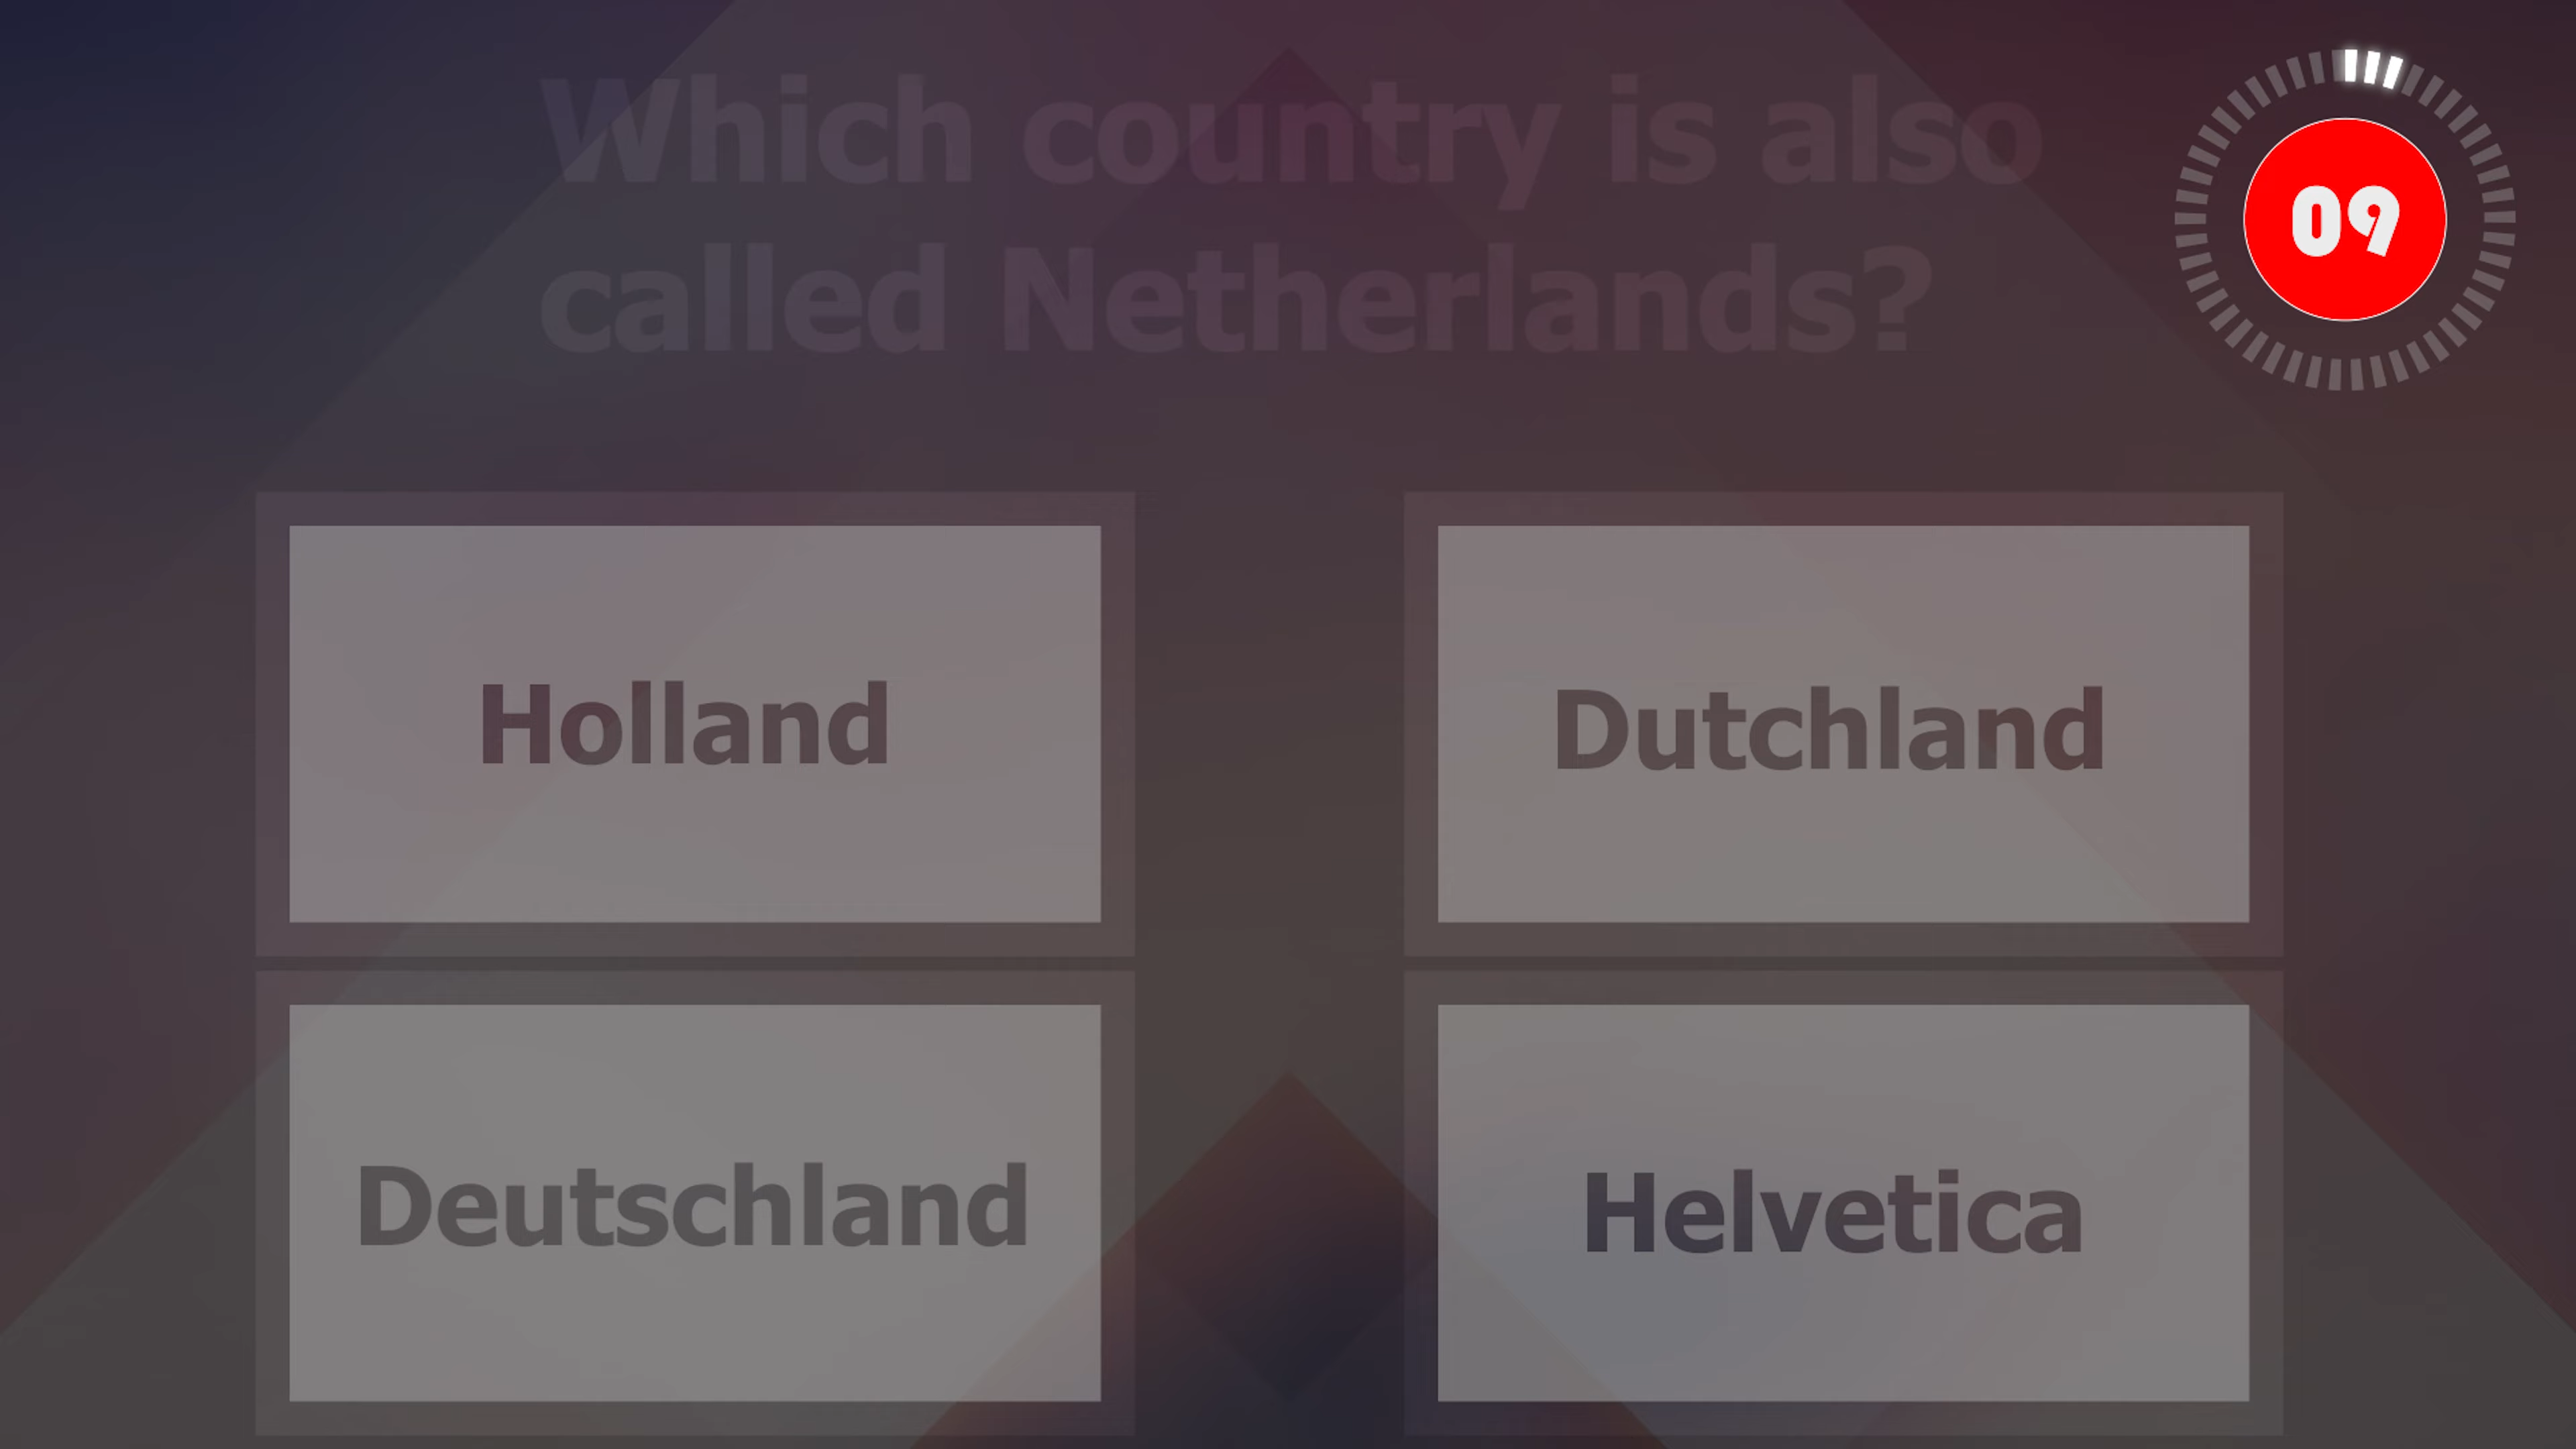 Which country is also
called Netherlands?
09
Holland
Dutchland
Deutschland
Helvetica